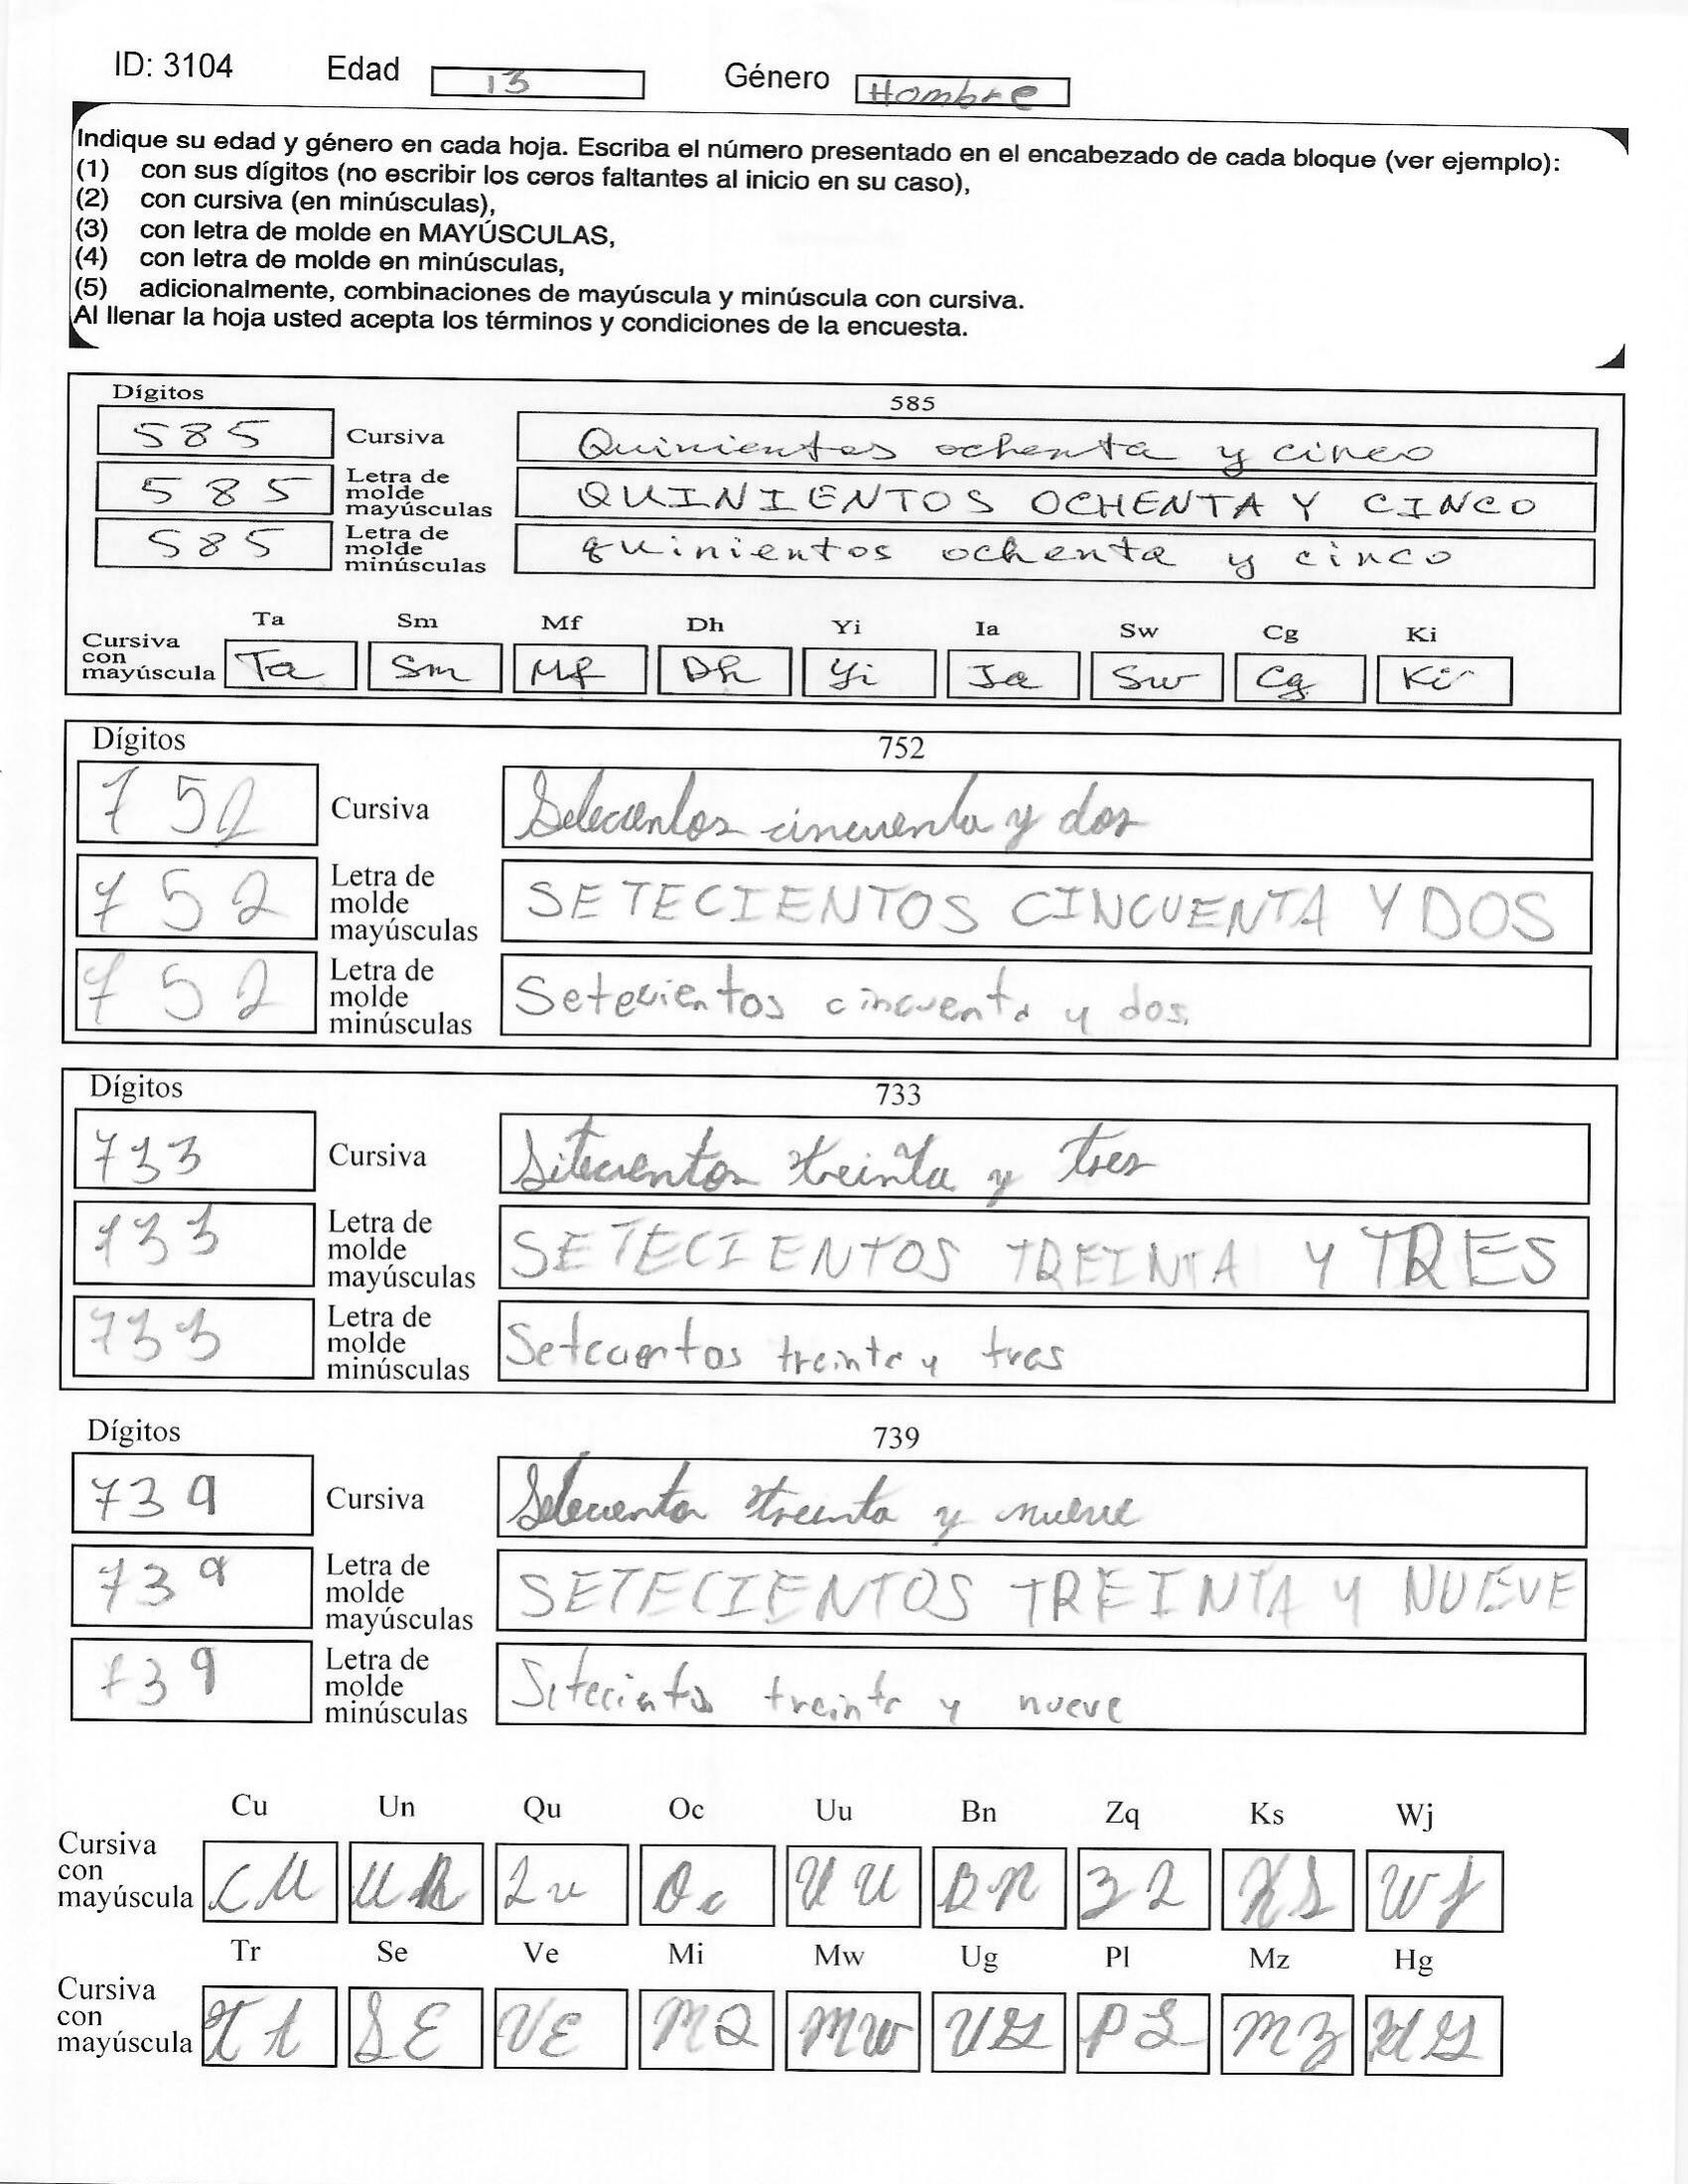 ID: 3104 Edad 13 Género Hombre
Indique su edad y género en cada hoja. Escriba el número presentado en el encabezado de cada bloque (ver ejemplo):
(1) con sus dígitos (no escribir los ceros faltantes al inicio en su caso),
(2) con cursiva (en minúsculas),
(3) con letra de molde en MAYÚSCULAS,
(4) con letra de molde en minúsculas,
(5) adicionalmente, combinaciones de mayúscula y minúscula con cursiva.
Al llenar la hoja usted acepta los términos y condiciones de la encuesta.
Dígitos 585
585 Cursiva Quinientos ochenta y cinco
585 Letra de molde mayúsculas QUINIENTOS OCHENTA Y CINCO
585 Letra de molde minúsculas quinientos ochenta y cinco
Ta Sm Mf Dh Yi Ia Sw Cg Ki
Cursiva con mayúscula Ta Sm Mf Dh Yi Ia Sw Cg Ki
Dígitos 752
752 Cursiva Setecientos cincuenta y dos
752 Letra de molde mayúsculas SETECIENTOS CINCUENTA Y DOS
752 Letra de molde minúsculas Setecientos cincuenta y dos
Dígitos 733
733 Cursiva Sitecientos treinta y tres
733 Letra de molde mayúsculas SETECIENTOS TREINTA Y TRES
733 Letra de molde minúsculas treinta y tres
Dígitos 739
739 Cursiva treinta y nueve
739 Letra de molde mayúsculas SETECIENTOS TREINTA Y NUEVE
739 Letra de molde minúsculas treinta y nueve
Cu Un Qu Oc Uu Bn Zq Ks Wj
Cursiva con mayúscula CU UN Qu Oc UU BN Z2 KS WJ
Tr Se Ve Mi Mw Ug Pl Mz Hg
Cursiva con mayúscula SE VE MW UG PL MZ HG